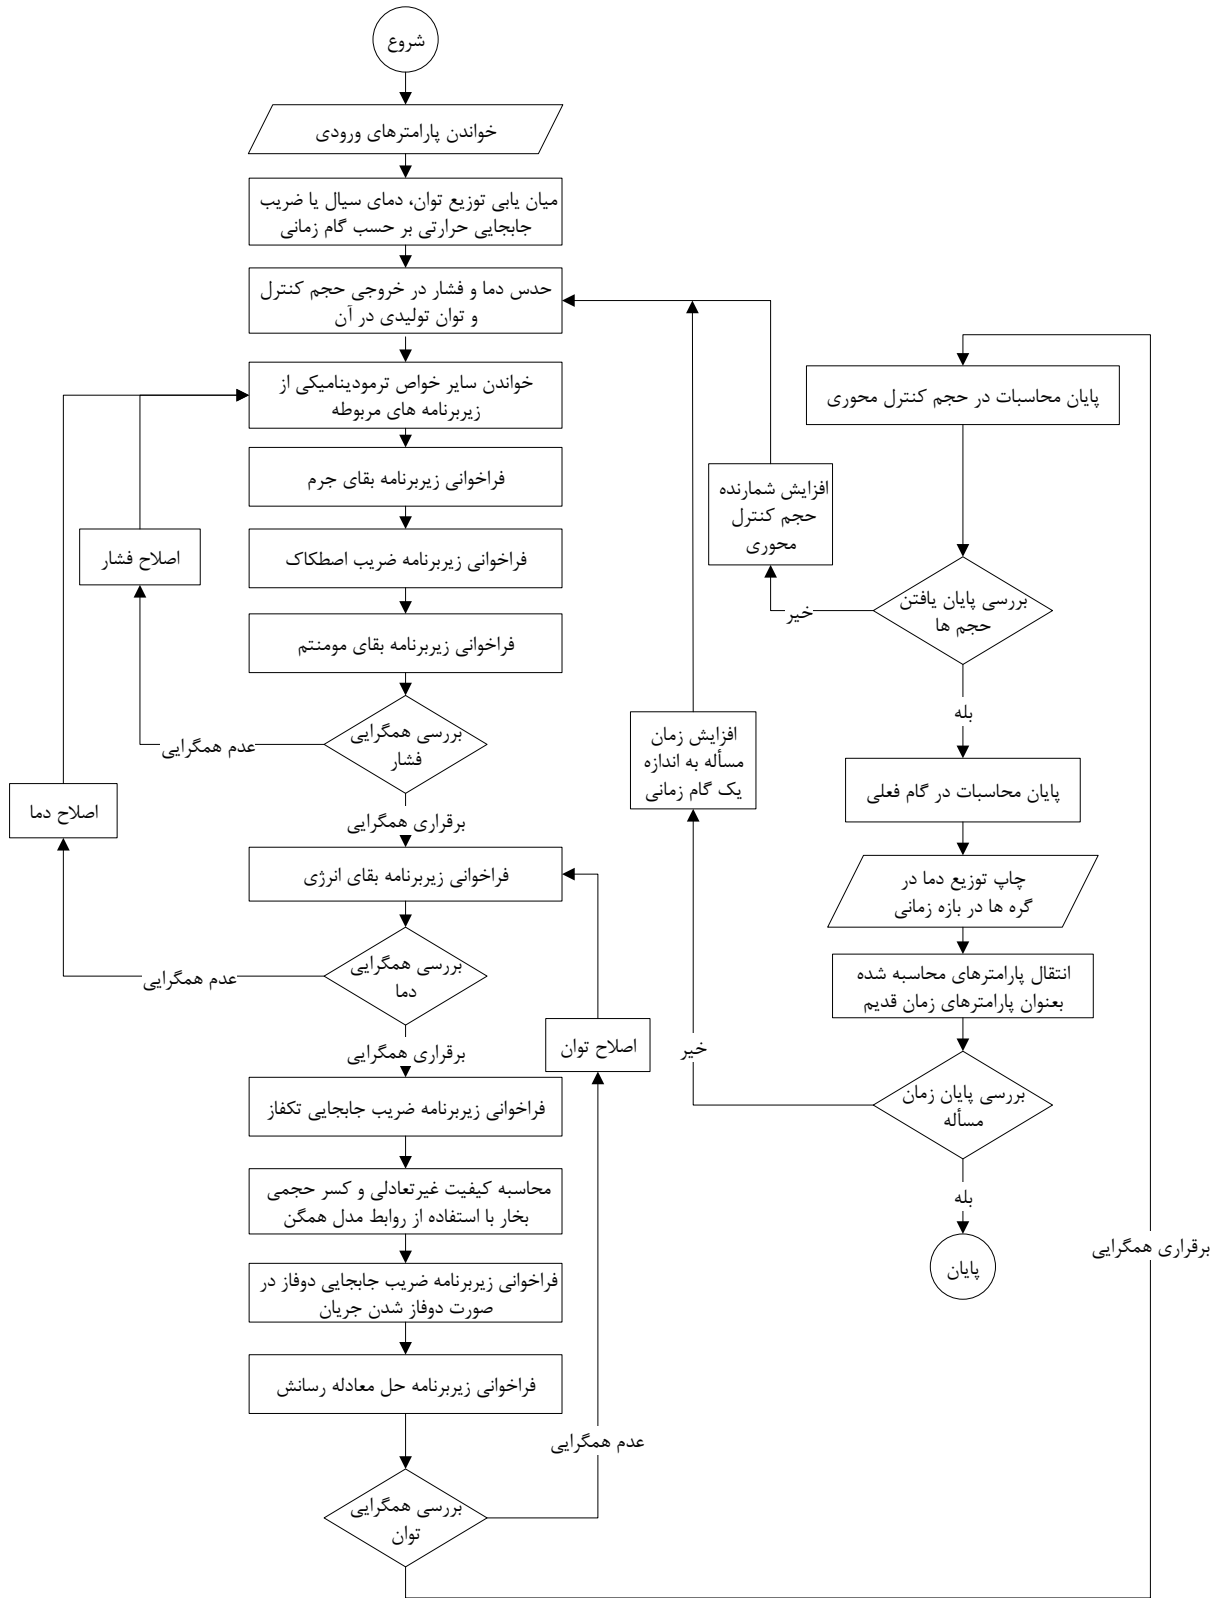 شروع
خواندن پارامترهای ورودی
میان یابی توزیع توان، دمای سیال یا ضریب
جابجایی حرارتی بر حسب گام زمانی
حدس دما و فشار در خروجی حجم کنترل
و توان تولیدی در آن
خواندن سایر خواص ترمودینامیکی از
زیربرنامه های مربوطه
فراخوانی زیربرنامه بقای جرم
فراخوانی زیربرنامه ضریب اصطکاک
فراخوانی زیربرنامه بقای مومنتم
بررسی همگرایی
فشار
عدم همگرایی
اصلاح فشار
برقراری همگرایی
فراخوانی زیربرنامه بقای انرژی
بررسی همگرایی
دما
عدم همگرایی
اصلاح دما
برقراری همگرایی
فراخوانی زیربرنامه ضریب جابجایی تکفاز
محاسبه کیفیت غیرتعادلی و کسر حجمی
بخار با استفاده از روابط مدل همگن
فراخوانی زیربرنامه ضریب جابجایی دوفاز در
صورت دوفاز شدن جریان
فراخوانی زیربرنامه حل معادله رسانش
بررسی همگرایی
توان
عدم همگرایی
اصلاح توان
برقراری همگرایی
پایان محاسبات در حجم کنترل محوری
بررسی پایان یافتن
حجم ها
خیر
افزایش شمارنده
حجم کنترل
محوری
بله
پایان محاسبات در گام فعلی
چاپ توزیع دما در
گره ها در بازه زمانی
انتقال پارامترهای محاسبه شده
بعنوان پارامترهای زمان قدیم
بررسی پایان زمان
مسأله
خیر
افزایش زمان
مسأله به اندازه
یک گام زمانی
بله
پایان